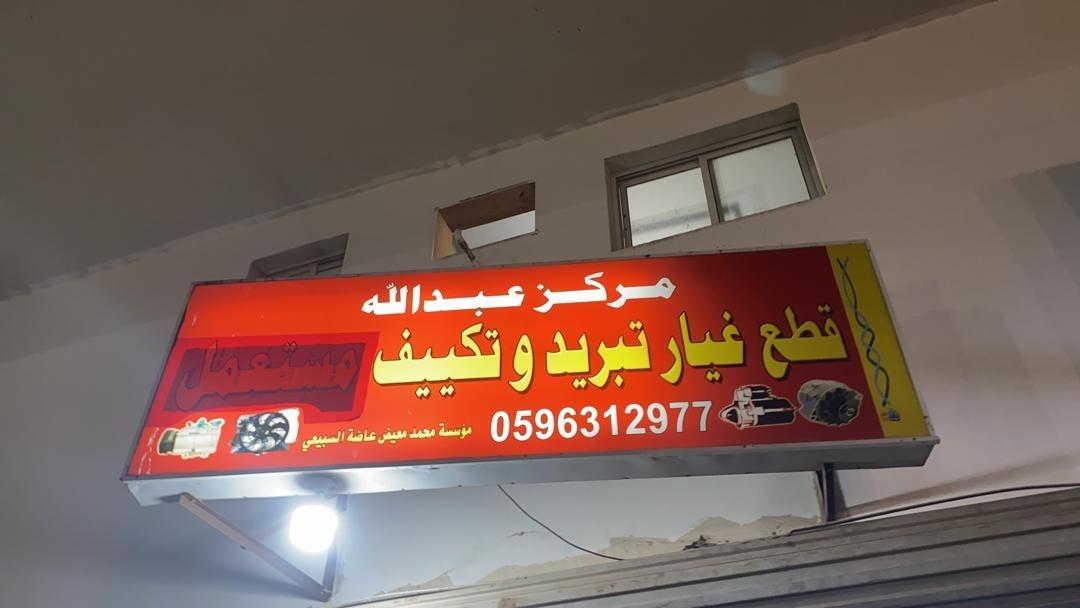 مركز عبدالله
قطع غيار تبريد وتكييف مستعمل
0596312977
مؤسسة محمد معيض عاضة السبيعي